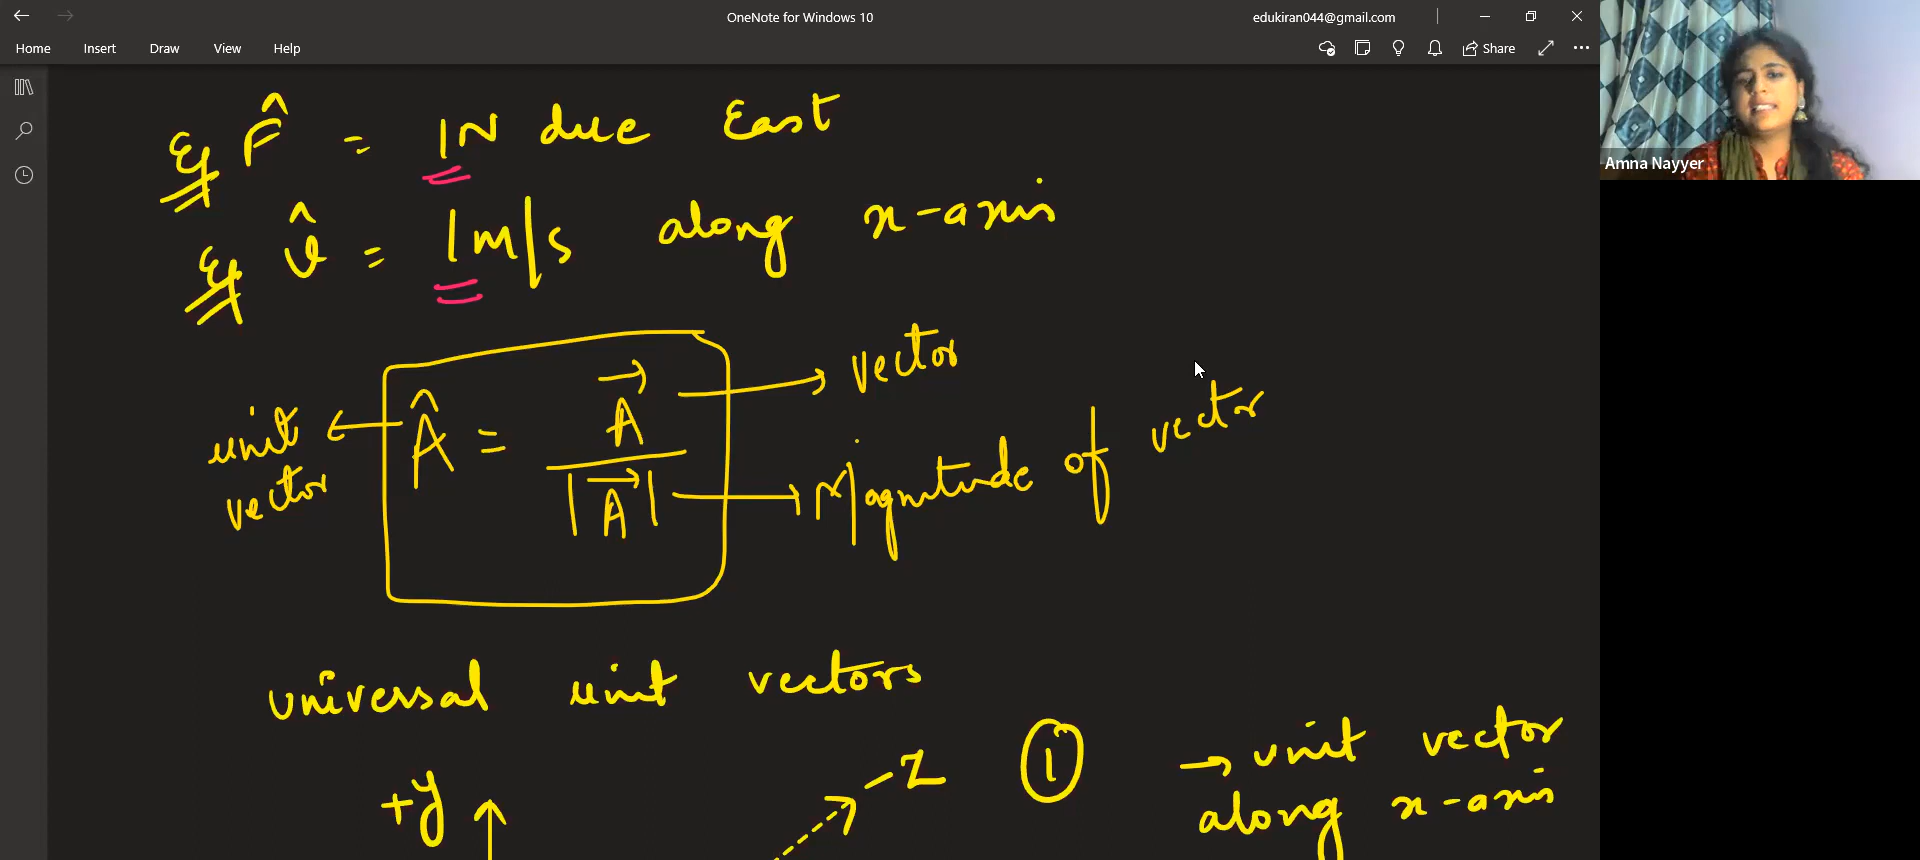 OneNote for Windows 10
edukiran044@gmail.com
Home Insert Draw View Help
Share
Amna Nayyer
Eg F̂ = 1N due East
Eg v̂ = 1m/s along x-axis
unit vector
Â = A⃗ / |A⃗|
vector
Magnitude of vector
universal unit vectors
+y
-z
① → unit vector
along x-axis